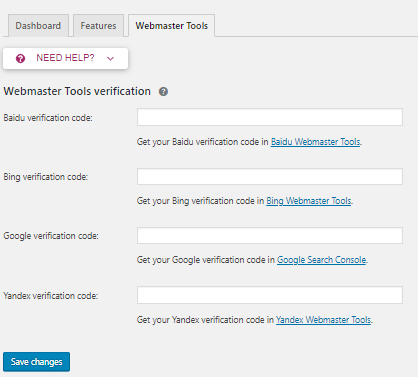 Dashboard Features Webmaster Tools
NEED HELP?
Webmaster Tools verification
Baidu verification code:
Get your Baidu verification code in Baidu Webmaster Tools.
Bing verification code:
Get your Bing verification code in Bing Webmaster Tools.
Google verification code:
Get your Google verification code in Google Search Console.
Yandex verification code:
Get your Yandex verification code in Yandex Webmaster Tools.
Save changes